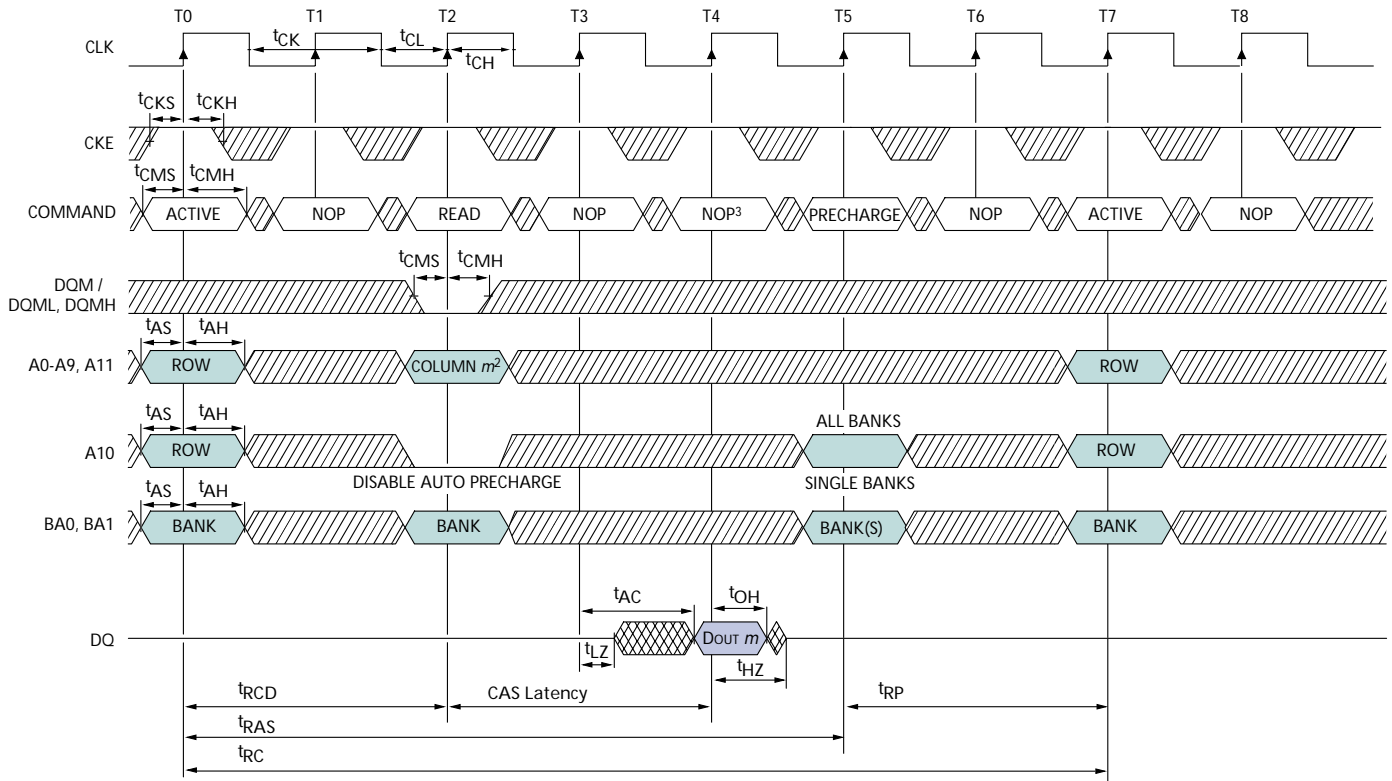 T0 T1 T2 T3 T4 T5 T6 T7 T8
CLK
tCK tCL
tCH
tCKS tCKH
CKE
tCMS tCMH
COMMAND ACTIVE NOP READ NOP NOP³ PRECHARGE NOP ACTIVE NOP
tCMS tCMH
DQM /
DQML, DQMH
tAS tAH
A0-A9, A11 ROW COLUMN m² ROW
ALL BANKS
tAS tAH
A10 ROW ROW
DISABLE AUTO PRECHARGE SINGLE BANKS
tAS tAH
BA0, BA1 BANK BANK BANK(S) BANK
tAC tOH
DQ DOUT m
tLZ tHZ
tRCD CAS Latency tRP
tRAS
tRC